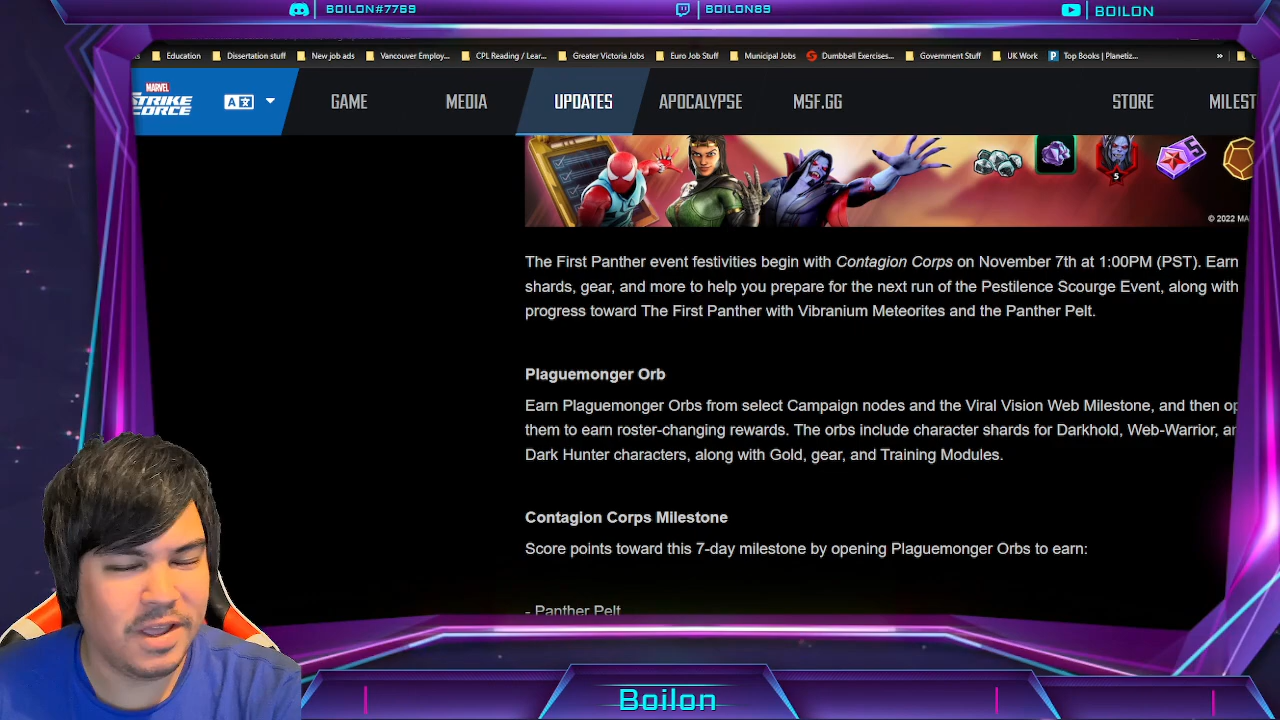 BOILON#7769
BOILON89
BOILON
Education
Dissertation stuff
New job ads
Vancouver Employ...
CPL Reading / Lear...
Greater Victoria Jobs
Euro Job Stuff
Municipal Jobs
Dumbbell Exercises...
Government Stuff
UK Work
Top Books | Planetiz...
»
MARVEL
STRIKE
FORCE
GAME
MEDIA
UPDATES
APOCALYPSE
MSF.GG
STORE
MILEST
5
5
© 2022 MA
The First Panther event festivities begin with Contagion Corps on November 7th at 1:00PM (PST). Earn
shards, gear, and more to help you prepare for the next run of the Pestilence Scourge Event, along with
progress toward The First Panther with Vibranium Meteorites and the Panther Pelt.
Plaguemonger Orb
Earn Plaguemonger Orbs from select Campaign nodes and the Viral Vision Web Milestone, and then op
them to earn roster-changing rewards. The orbs include character shards for Darkhold, Web-Warrior, an
Dark Hunter characters, along with Gold, gear, and Training Modules.
Contagion Corps Milestone
Score points toward this 7-day milestone by opening Plaguemonger Orbs to earn:
- Panther Pelt
Boilon